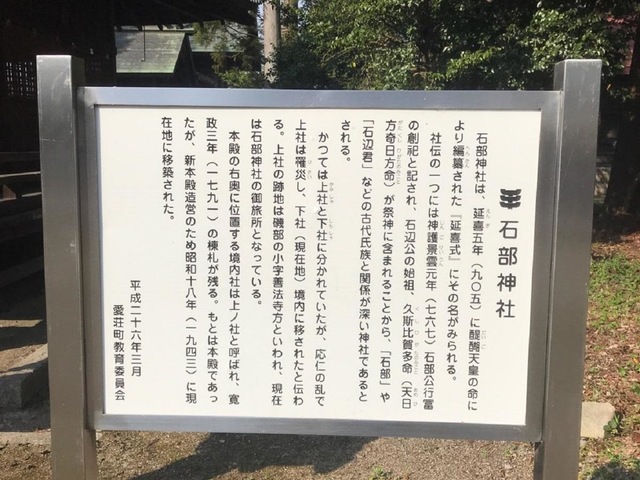 石部神社
石部神社は、延喜五年（九〇五）に醍醐天皇の命に
より編纂された『延喜式』にその名がみられる。
社伝の一つには神護景雲元年（七六七）石部公行冨
の創祀と記され、石辺公の始祖、久斯比賀多命（天日
方奇日方命）が祭神に含まれることから、「石部」や
「石辺君」などの古代氏族と関係が深い神社であると
される。
かつては上社と下社に分かれていたが、応仁の乱で
上社は罹災し、下社（現在地）境内に移されたと伝わ
る。上社の跡地は磯部の小字善法寺方といわれ、現在
は石部神社の御旅所となっている。
本殿の右奥に位置する境内社は上ノ社と呼ばれ、寛
政三年（一七九一）の棟札が残る。もとは本殿であっ
たが、新本殿造営のため昭和十八年（一九四三）に現
在地に移築された。
平成二十六年三月
愛荘町教育委員会